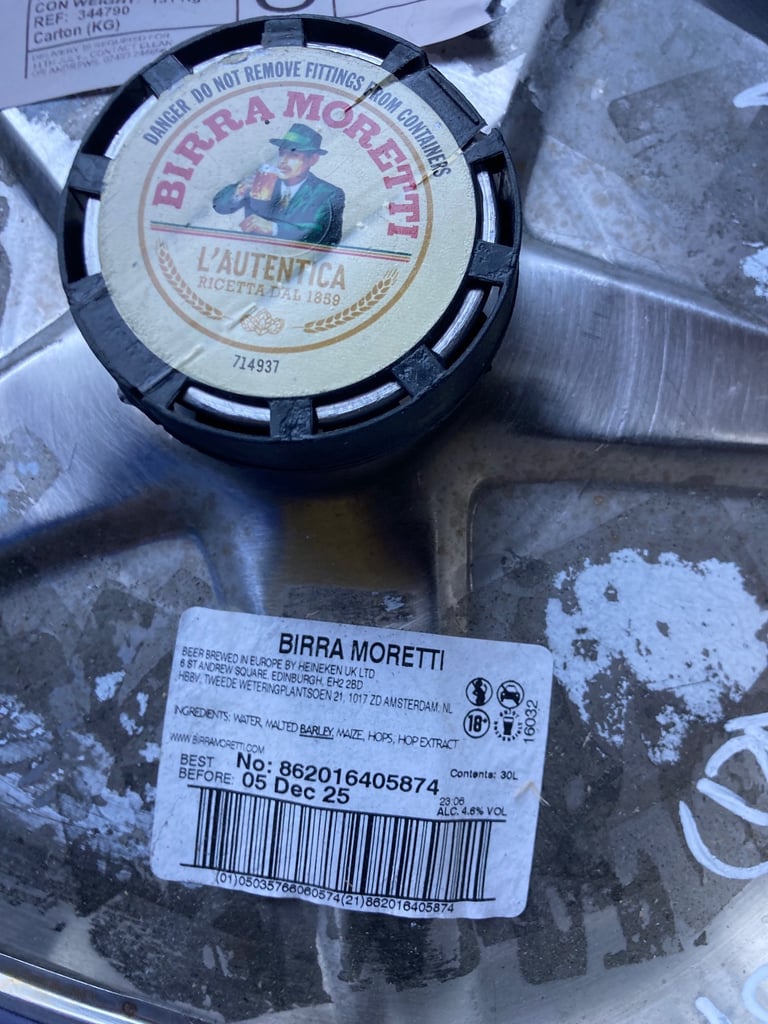 CON WEIGHT:
REF: 344790
Carton (KG)
DELIVERY IS REQUIRED FOR
DANGER DO NOT REMOVE FITTINGS FROM CONTAINERS
BIRRA MORETTI
L'AUTENTICA
RICETTA DAL 1859
714937
BIRRA MORETTI
BEER BREWED IN EUROPE BY HEINEKEN UK LTD
6 ST ANDREW SQUARE, EDINBURGH, EH2 2BD
HBBV, TWEEDE WETERINGPLANTSOEN 21, 1017 ZD AMSTERDAM, NL
INGREDIENTS: WATER, MALTED BARLEY, MAIZE, HOPS, HOP EXTRACT
18+
16032
WWW.BIRRAMORETTI.COM
No: 862016405874
Contents: 30L
BEST BEFORE: 05 Dec 25
23:06
ALC. 4.6% VOL
(01)05035766060574(21)862016405874